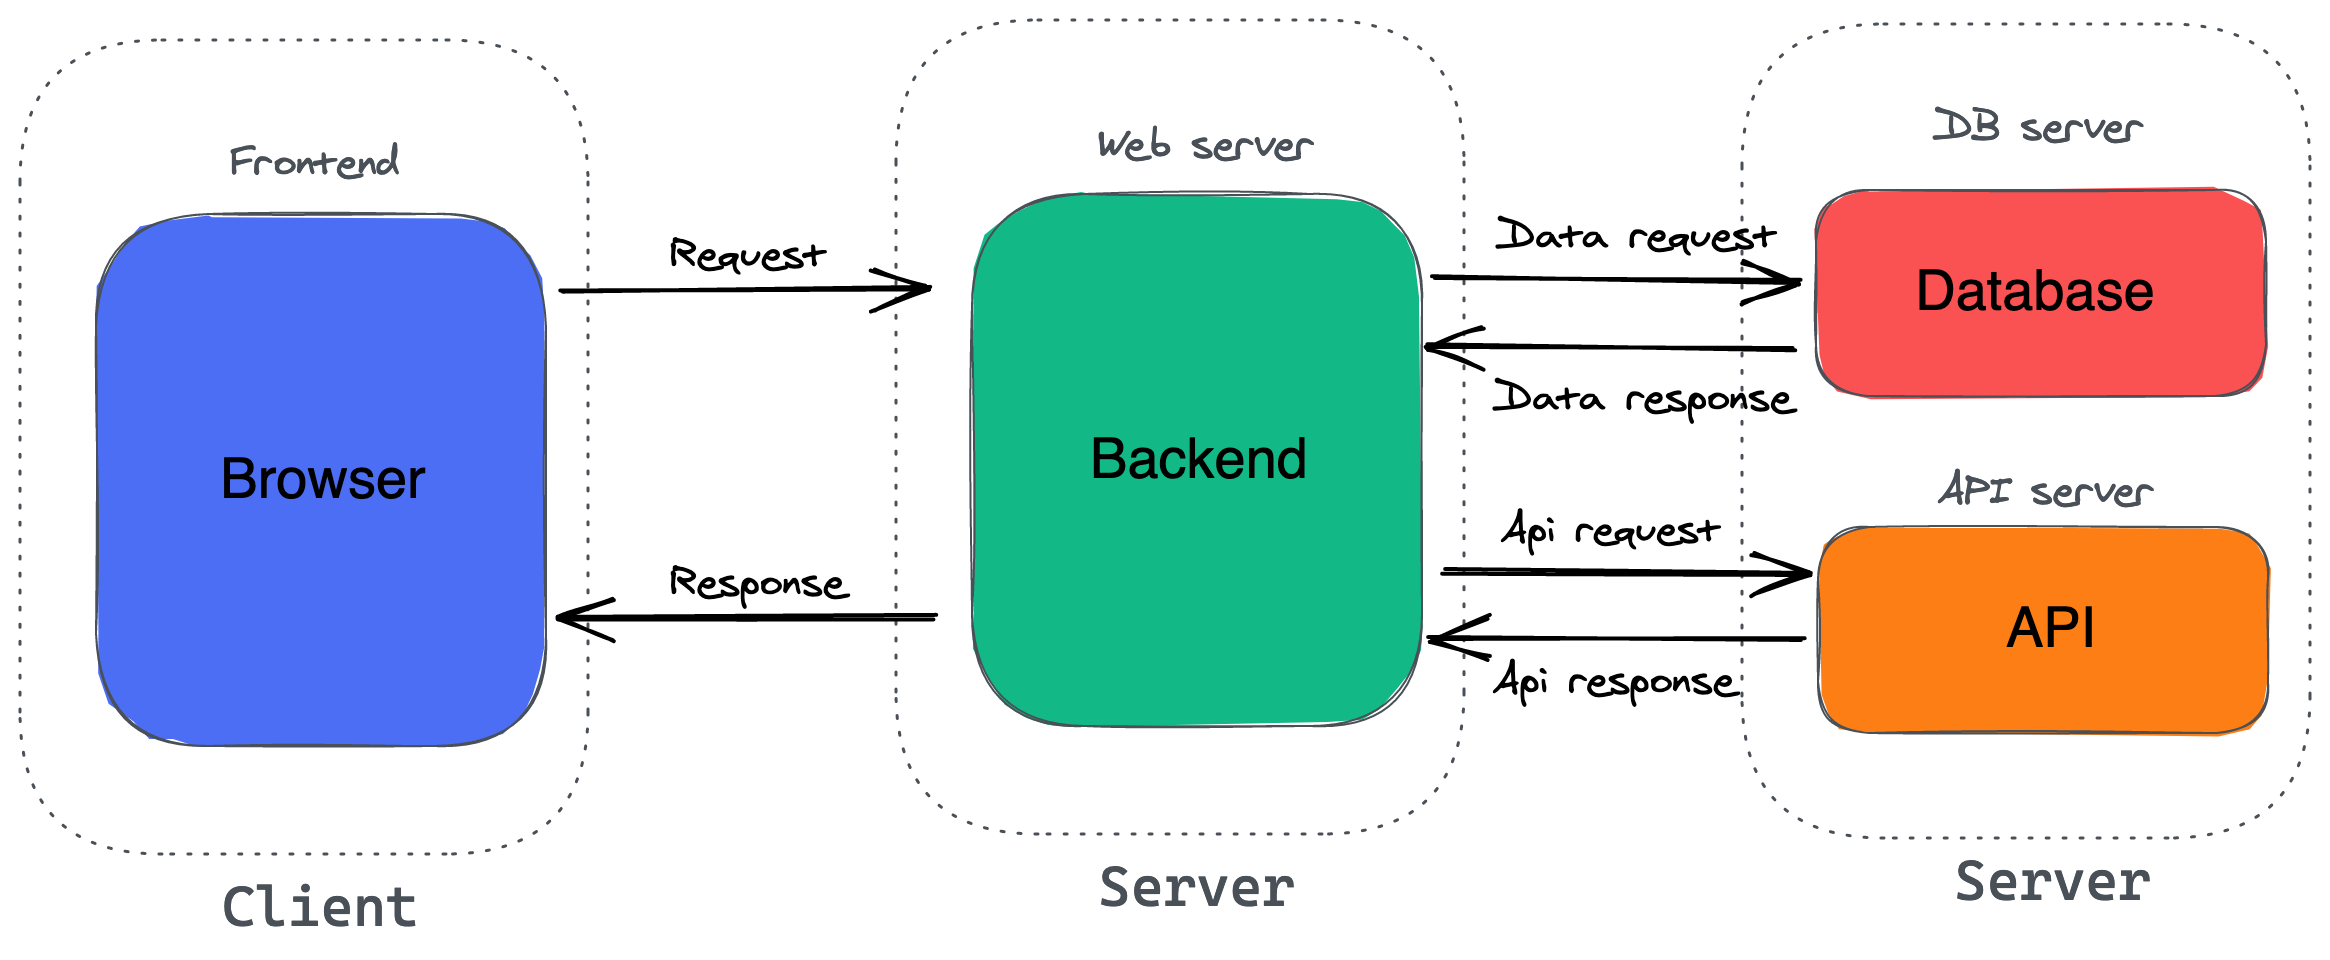 Frontend
Browser
Client
Request
Response
Web server
Backend
Server
Data request
Data response
Api request
Api response
DB server
Database
API server
API
Server